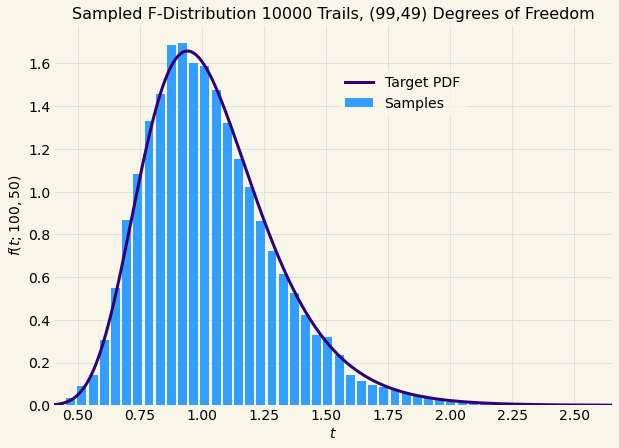 Sampled F-Distribution 10000 Trails, (99,49) Degrees of Freedom
f(t; 100, 50)
1.6
1.4
1.2
1.0
0.8
0.6
0.4
0.2
0.0
Target PDF
Samples
0.50 0.75 1.00 1.25 1.50 1.75 2.00 2.25 2.50
t